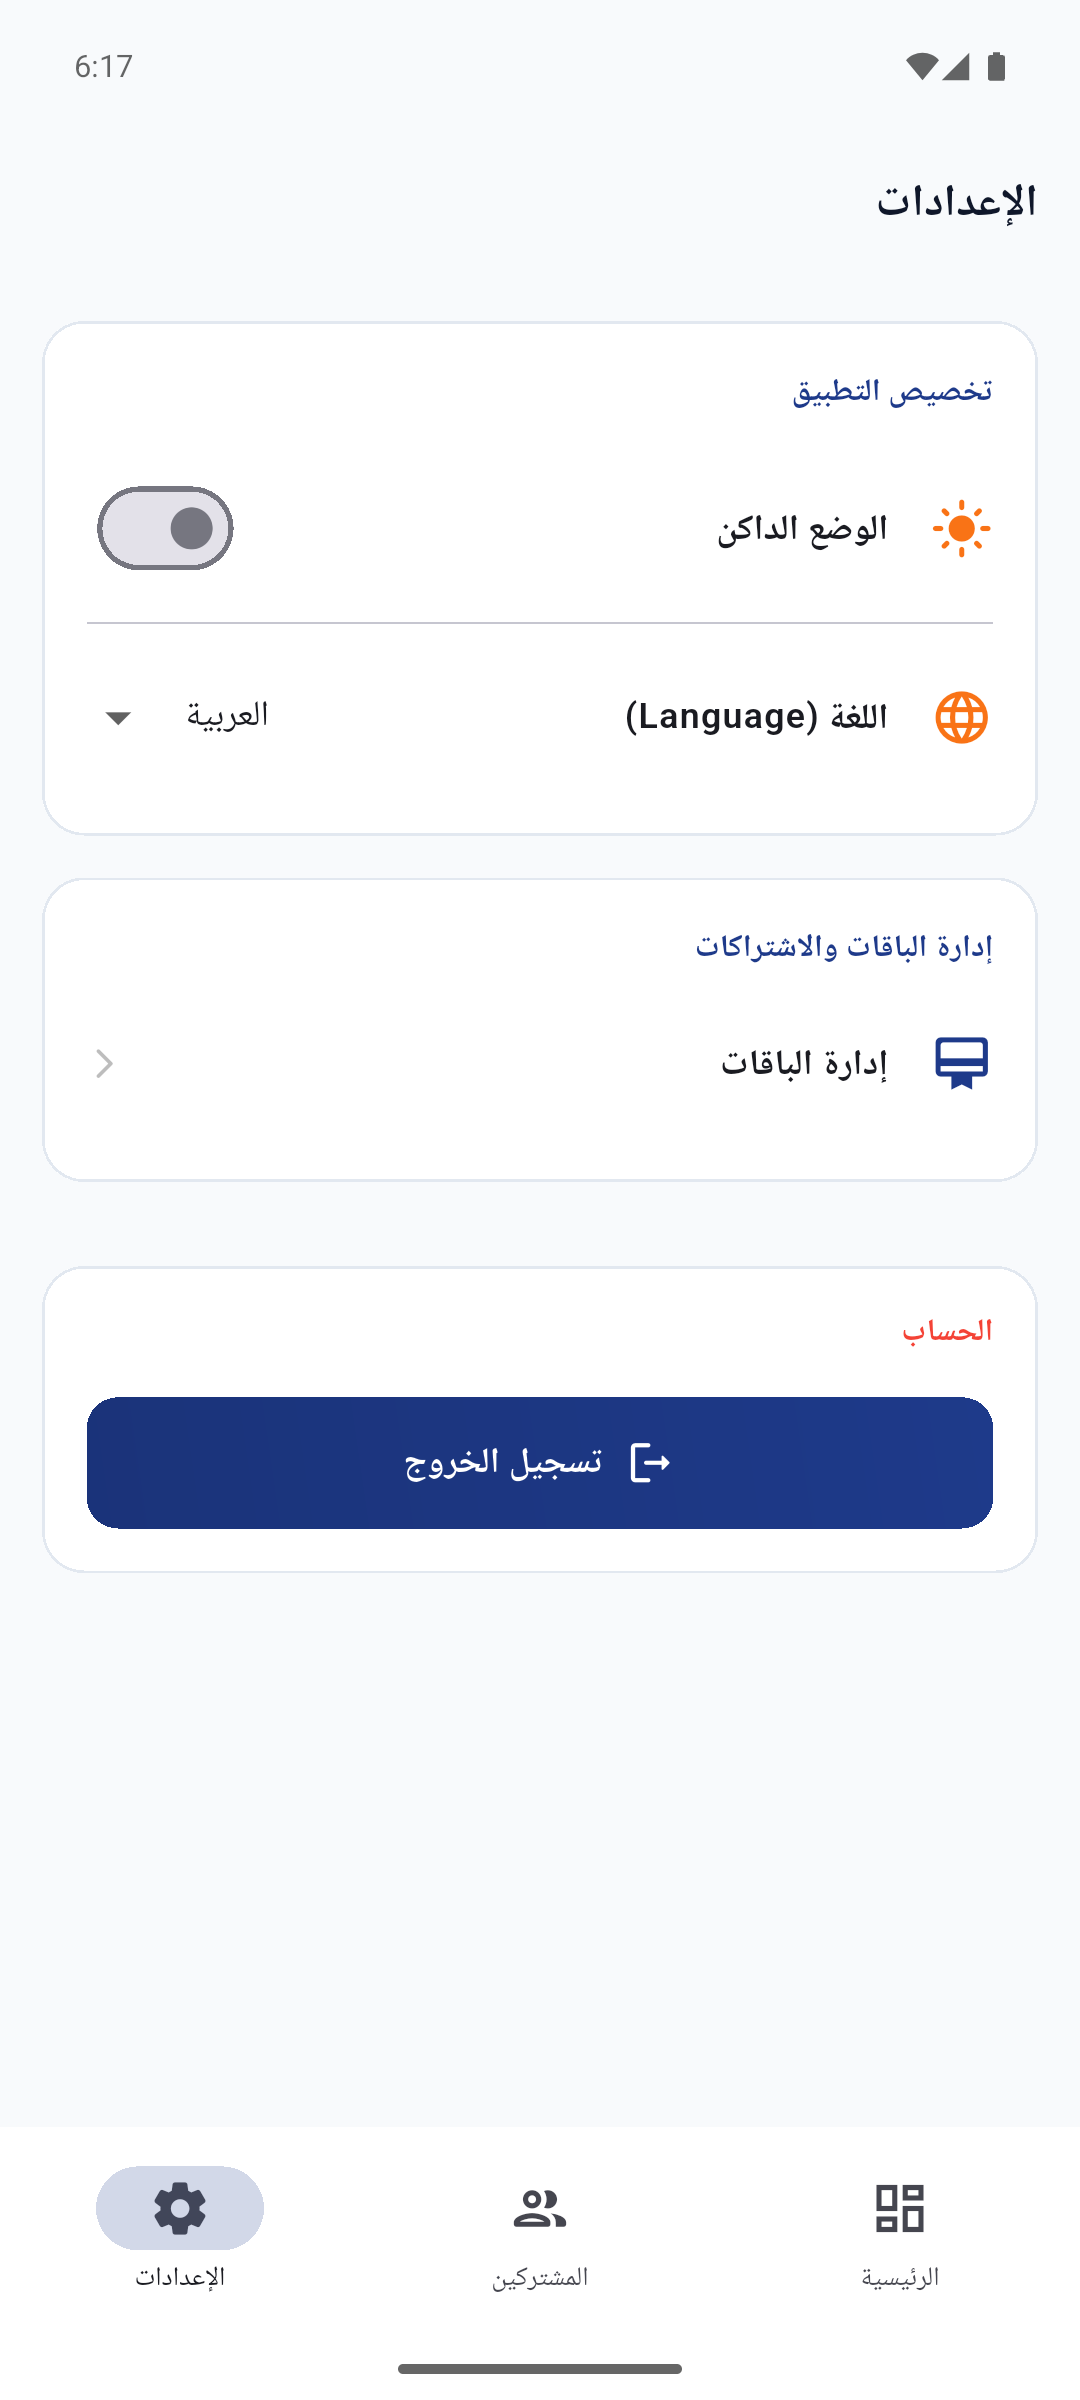 6:17
الإعدادات
تخصيص التطبيق
الوضع الداكن
اللغة (Language)
العربية
إدارة الباقات والاشتراكات
إدارة الباقات
الحساب
تسجيل الخروج
الرئيسية
المشتركين
الإعدادات